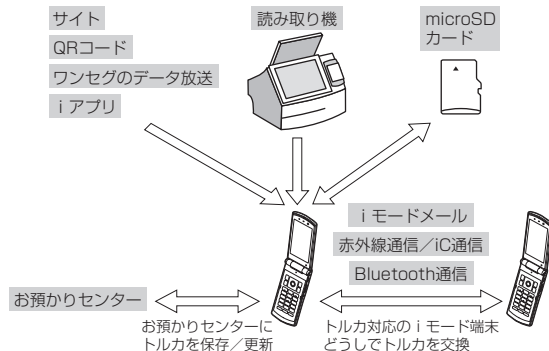 サイト
QRコード
ワンセグのデータ放送
iアプリ
読み取り機
microSD
カード
iモードメール
赤外線通信／iC通信
Bluetooth通信
お預かりセンター
お預かりセンターに
トルカを保存／更新
トルカ対応のiモード端末
どうしでトルカを交換